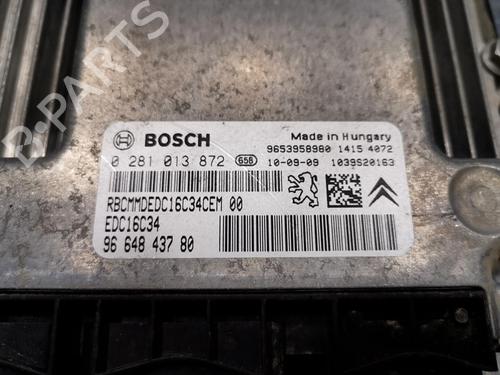 BOSCH
Made in Hungary
9653958980 1415 4072
0 281 013 872 G5B 10-09-09 1039S20163
RBCMMDEDC16C34CEM 00
EDC16C34
96 648 437 80
B-PARTS